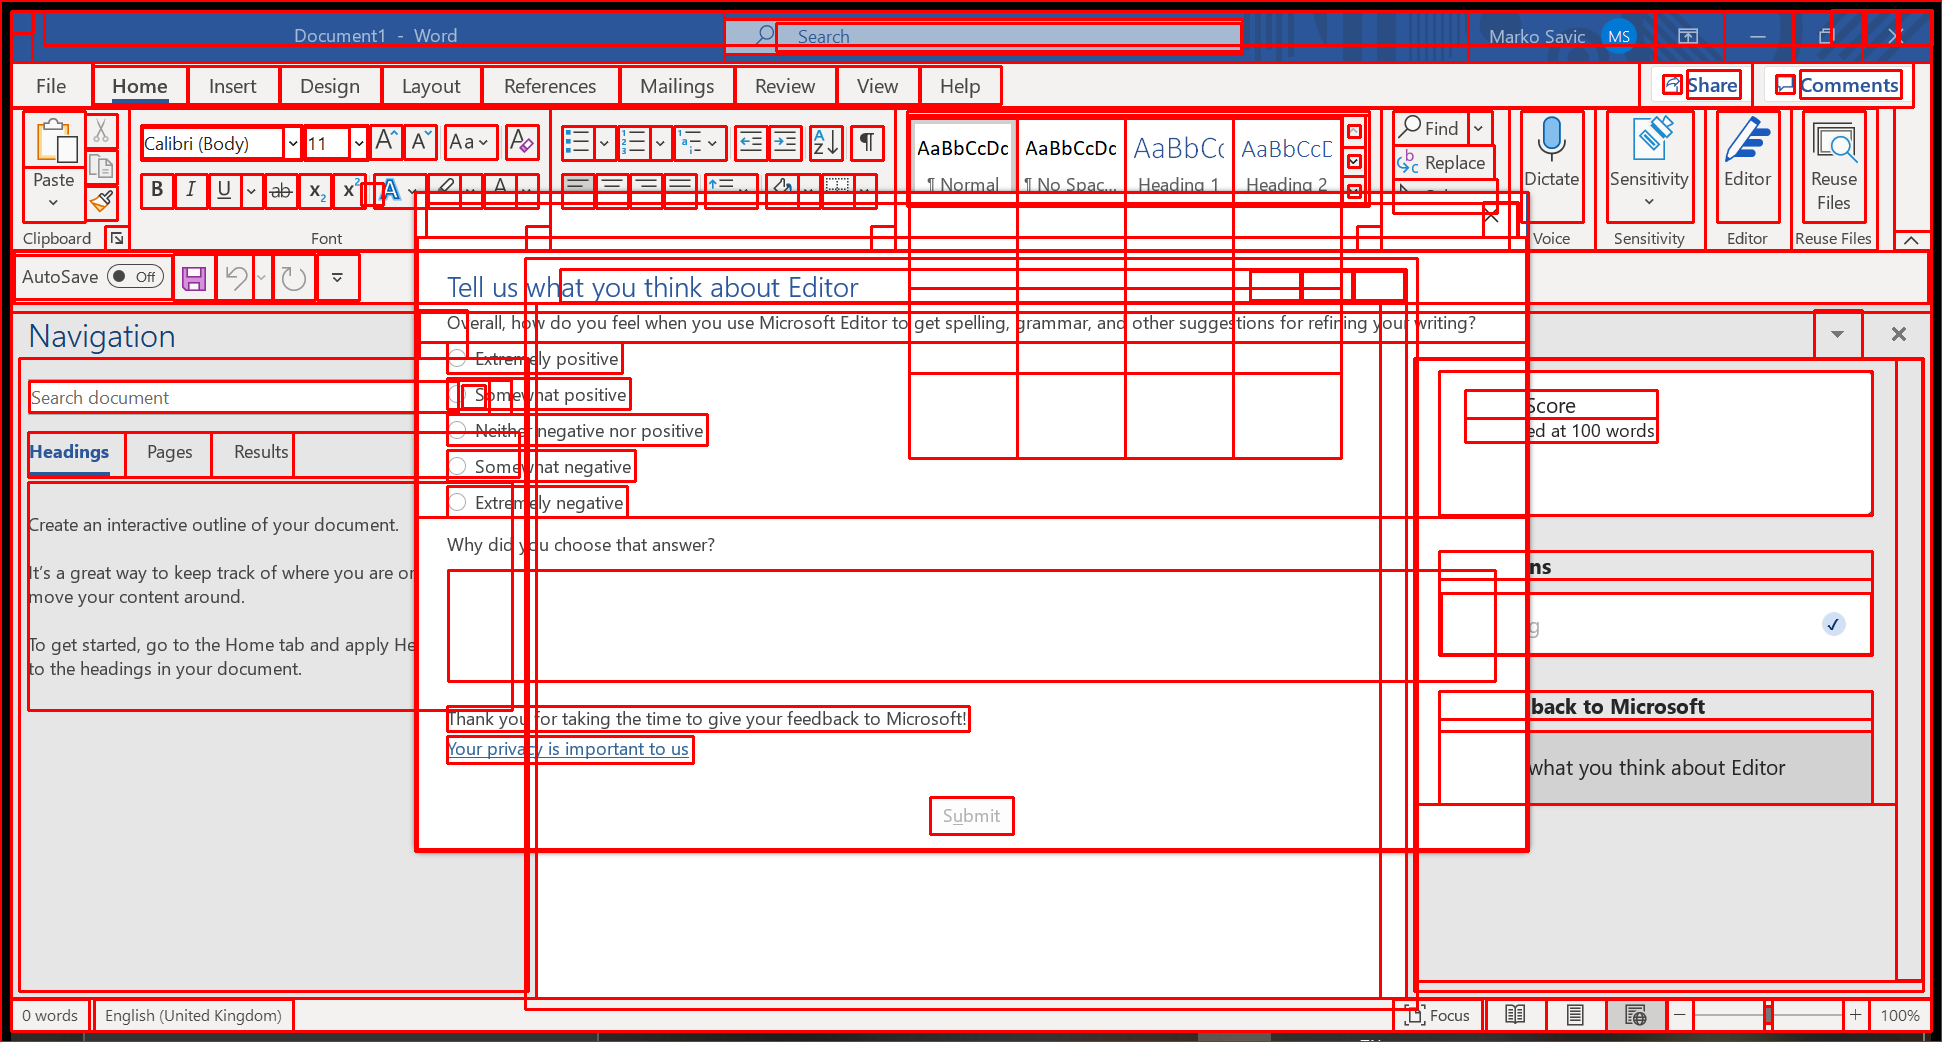 Document1 - Word
Search
Marko Savic MS
File Home Insert Design Layout References Mailings Review View Help
Share Comments
Calibri (Body) 11 Aa
AaBbCcDc AaBbCcDc AaBbCc AaBbCcD
¶ Normal ¶ No Spac... Heading 1 Heading 2
Find
Replace
Paste
B I U ab x₂ x² A A
Dictate Sensitivity Editor Reuse
Files
Clipboard Font Voice Sensitivity Editor Reuse Files
AutoSave Off
Navigation
Search document
Headings Pages Results
Create an interactive outline of your document.
It's a great way to keep track of where you are or
move your content around.
To get started, go to the Home tab and apply He
to the headings in your document.
Tell us what you think about Editor
Overall, how do you feel when you use Microsoft Editor to get spelling, grammar, and other suggestions for refining your writing?
Extremely positive
Somewhat positive
Neither negative nor positive
Somewhat negative
Extremely negative
Why did you choose that answer?
Thank you for taking the time to give your feedback to Microsoft!
Your privacy is important to us
Submit
Score
ed at 100 words
ns
g
back to Microsoft
what you think about Editor
0 words English (United Kingdom) Focus 100%